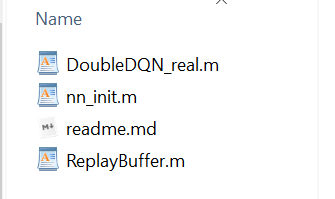 Name
DoubleDQN_real.m
nn_init.m
readme.md
ReplayBuffer.m